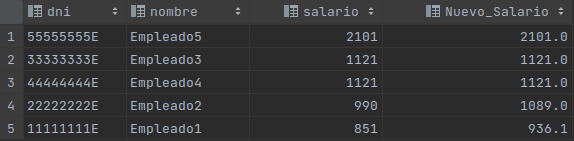 dni nombre salario Nuevo_Salario
1 55555555E Empleado5 2101 2101.0
2 33333333E Empleado3 1121 1121.0
3 44444444E Empleado4 1121 1121.0
4 22222222E Empleado2 990 1089.0
5 11111111E Empleado1 851 936.1